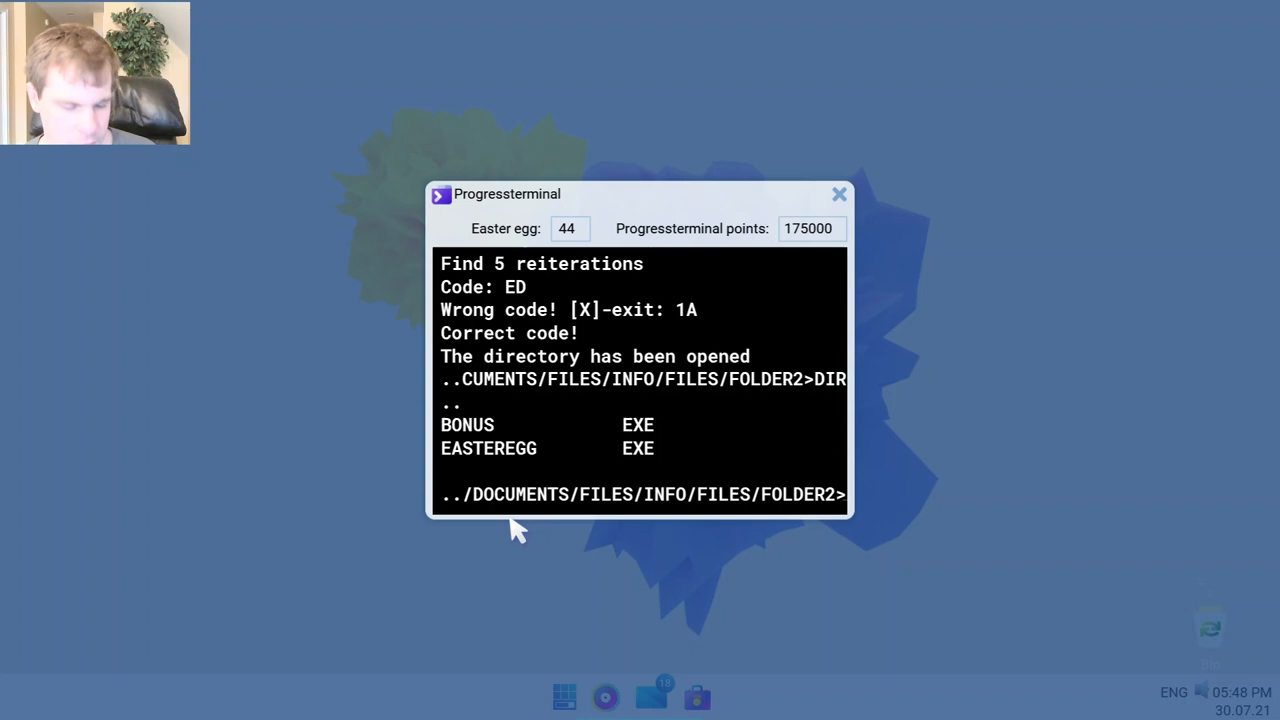 Progressterminal
Easter egg: 44 Progressterminal points: 175000
Find 5 reiterations
Code: ED
Wrong code! [X]-exit: 1A
Correct code!
The directory has been opened
..CUMENTS/FILES/INFO/FILES/FOLDER2>DIR
..
BONUS EXE
EASTEREGG EXE
../DOCUMENTS/FILES/INFO/FILES/FOLDER2>
Bin
18
ENG 05:48 PM
30.07.21